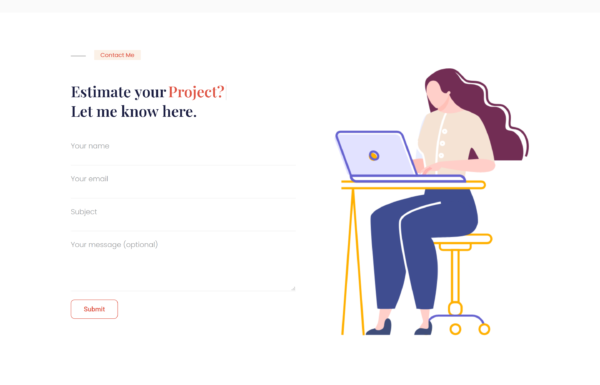 Contact Me
Estimate your Project?
Let me know here.
Your name
Your email
Subject
Your message (optional)
Submit